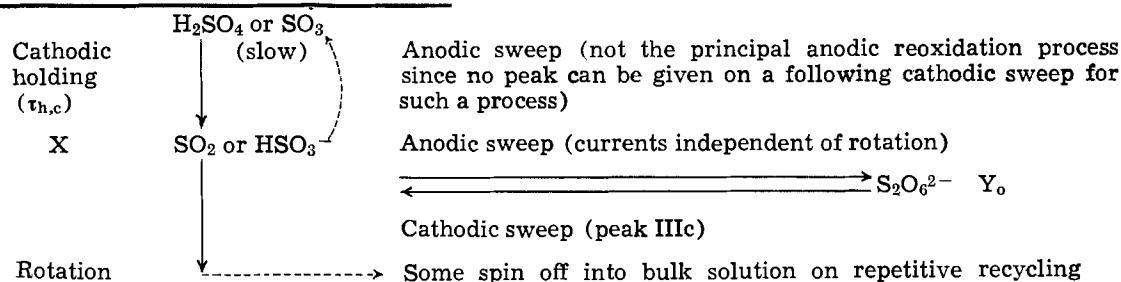 H₂SO₄ or SO₃
Cathodic (slow) Anodic sweep (not the principal anodic reoxidation process
holding since no peak can be given on a following cathodic sweep for
(τh,c) such a process)
X SO₂ or HSO₃⁻ Anodic sweep (currents independent of rotation)
S₂O₆²⁻ Yₒ
Cathodic sweep (peak IIIc)
Rotation Some spin off into bulk solution on repetitive recycling